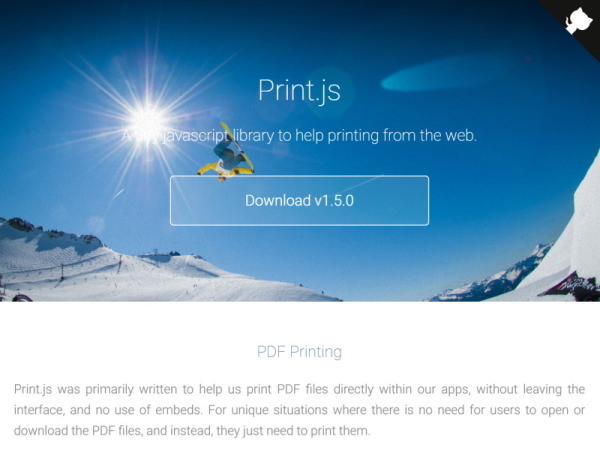 Print.js
A tiny javascript library to help printing from the web.
Download v1.5.0
PDF Printing
Print.js was primarily written to help us print PDF files directly within our apps, without leaving the
interface, and no use of embeds. For unique situations where there is no need for users to open or
download the PDF files, and instead, they just need to print them.